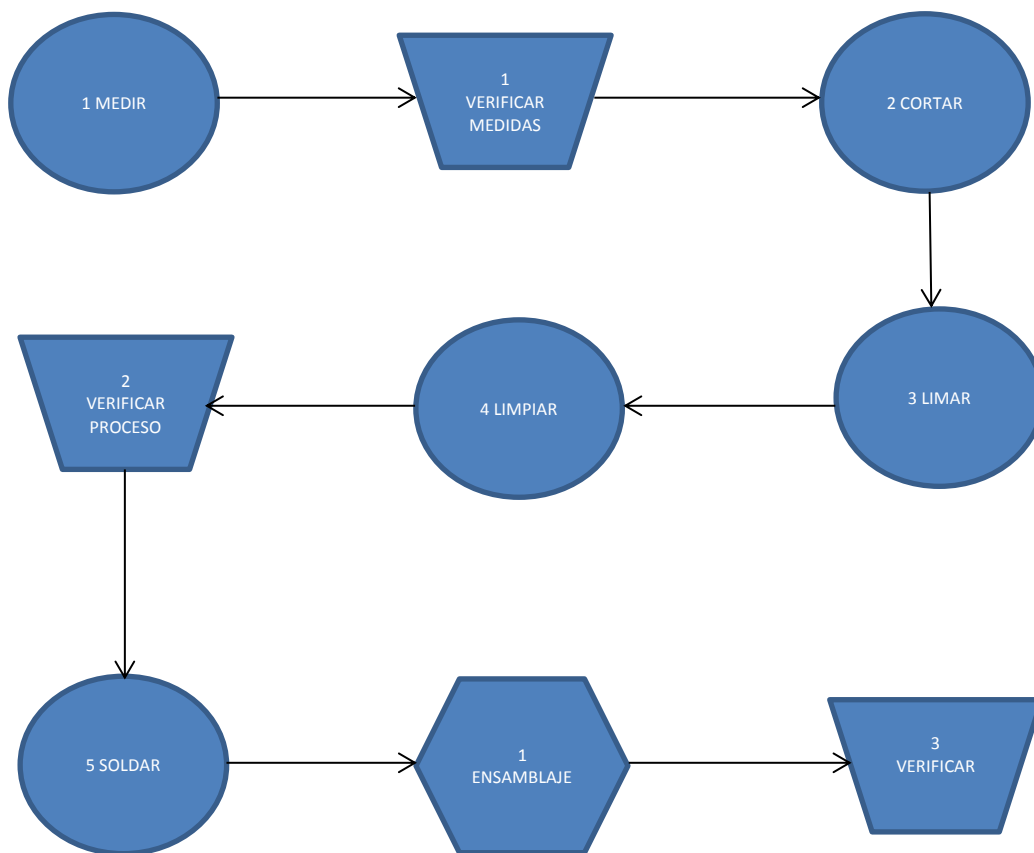 1 MEDIR
1
VERIFICAR
MEDIDAS
2 CORTAR
3 LIMAR
4 LIMPIAR
2
VERIFICAR
PROCESO
5 SOLDAR
1
ENSAMBLAJE
3
VERIFICAR